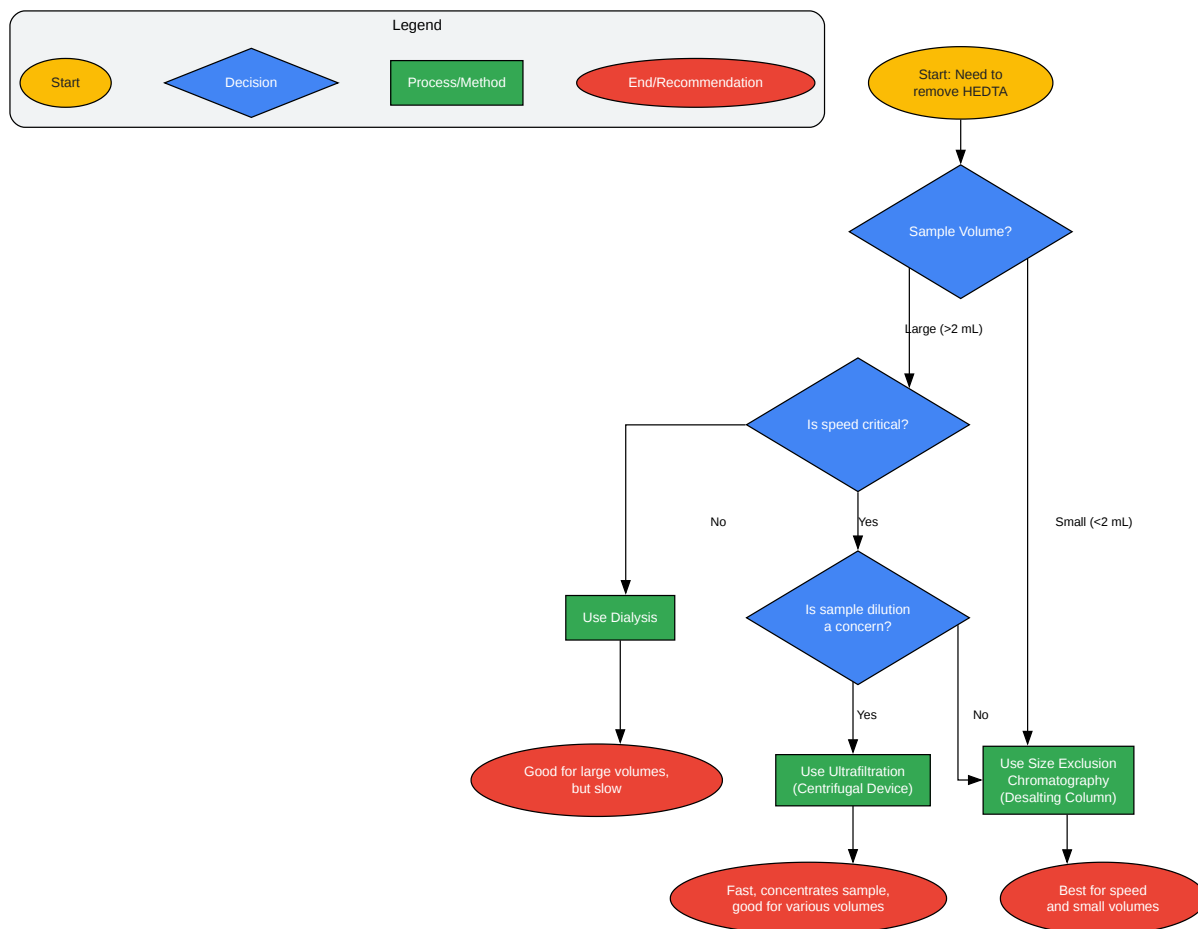 Legend
Start
Decision
Process/Method
End/Recommendation
Start: Need to
remove HEDTA
Sample Volume?
Large (>2 mL)
Is speed critical?
No
Yes
Small (<2 mL)
Use Dialysis
Is sample dilution
a concern?
Yes
No
Good for large volumes,
but slow
Use Ultrafiltration
(Centrifugal Device)
Use Size Exclusion
Chromatography
(Desalting Column)
Fast, concentrates sample,
good for various volumes
Best for speed
and small volumes